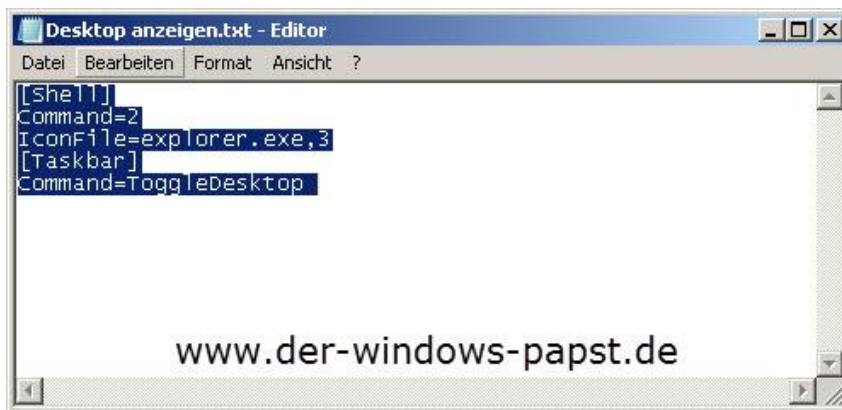 Desktop anzeigen.txt - Editor
Datei Bearbeiten Format Ansicht ?
[Shell]
Command=2
IconFile=explorer.exe,3
[Taskbar]
Command=ToggleDesktop
www.der-windows-papst.de